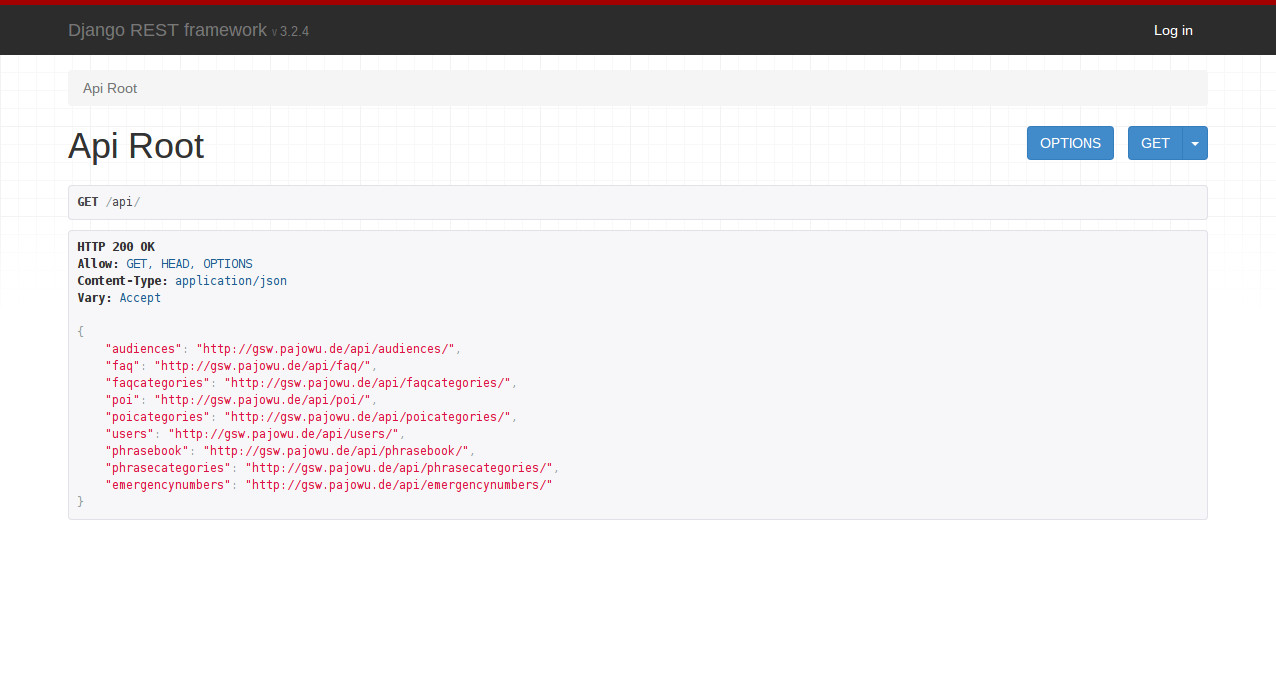 Django REST framework v 3.2.4
Log in
Api Root
Api Root
OPTIONS
GET
GET /api/
HTTP 200 OK
Allow: GET, HEAD, OPTIONS
Content-Type: application/json
Vary: Accept
{
    "audiences": "http://gsw.pajowu.de/api/audiences/",
    "faq": "http://gsw.pajowu.de/api/faq/",
    "faqcategories": "http://gsw.pajowu.de/api/faqcategories/",
    "poi": "http://gsw.pajowu.de/api/poi/",
    "poicategories": "http://gsw.pajowu.de/api/poicategories/",
    "users": "http://gsw.pajowu.de/api/users/",
    "phrasebook": "http://gsw.pajowu.de/api/phrasebook/",
    "phrasecategories": "http://gsw.pajowu.de/api/phrasecategories/",
    "emergencynumbers": "http://gsw.pajowu.de/api/emergencynumbers/"
}